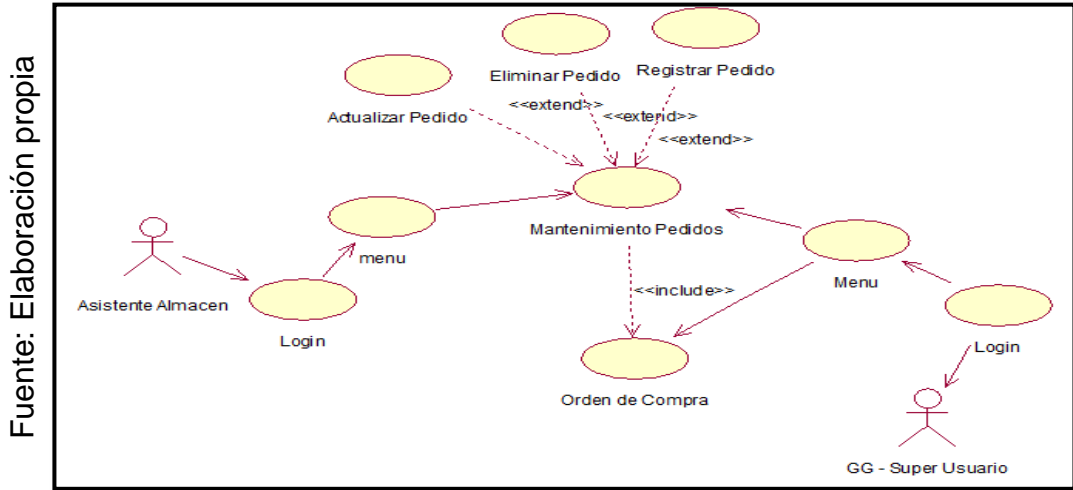 Fuente: Elaboración propia
Eliminar Pedido
Registrar Pedido
Actualizar Pedido
<<extend>>
<<extend>>
<<extend>>
Mantenimiento Pedidos
menu
Asistente Almacen
Login
<<include>>
Menu
Login
Orden de Compra
GG - Super Usuario